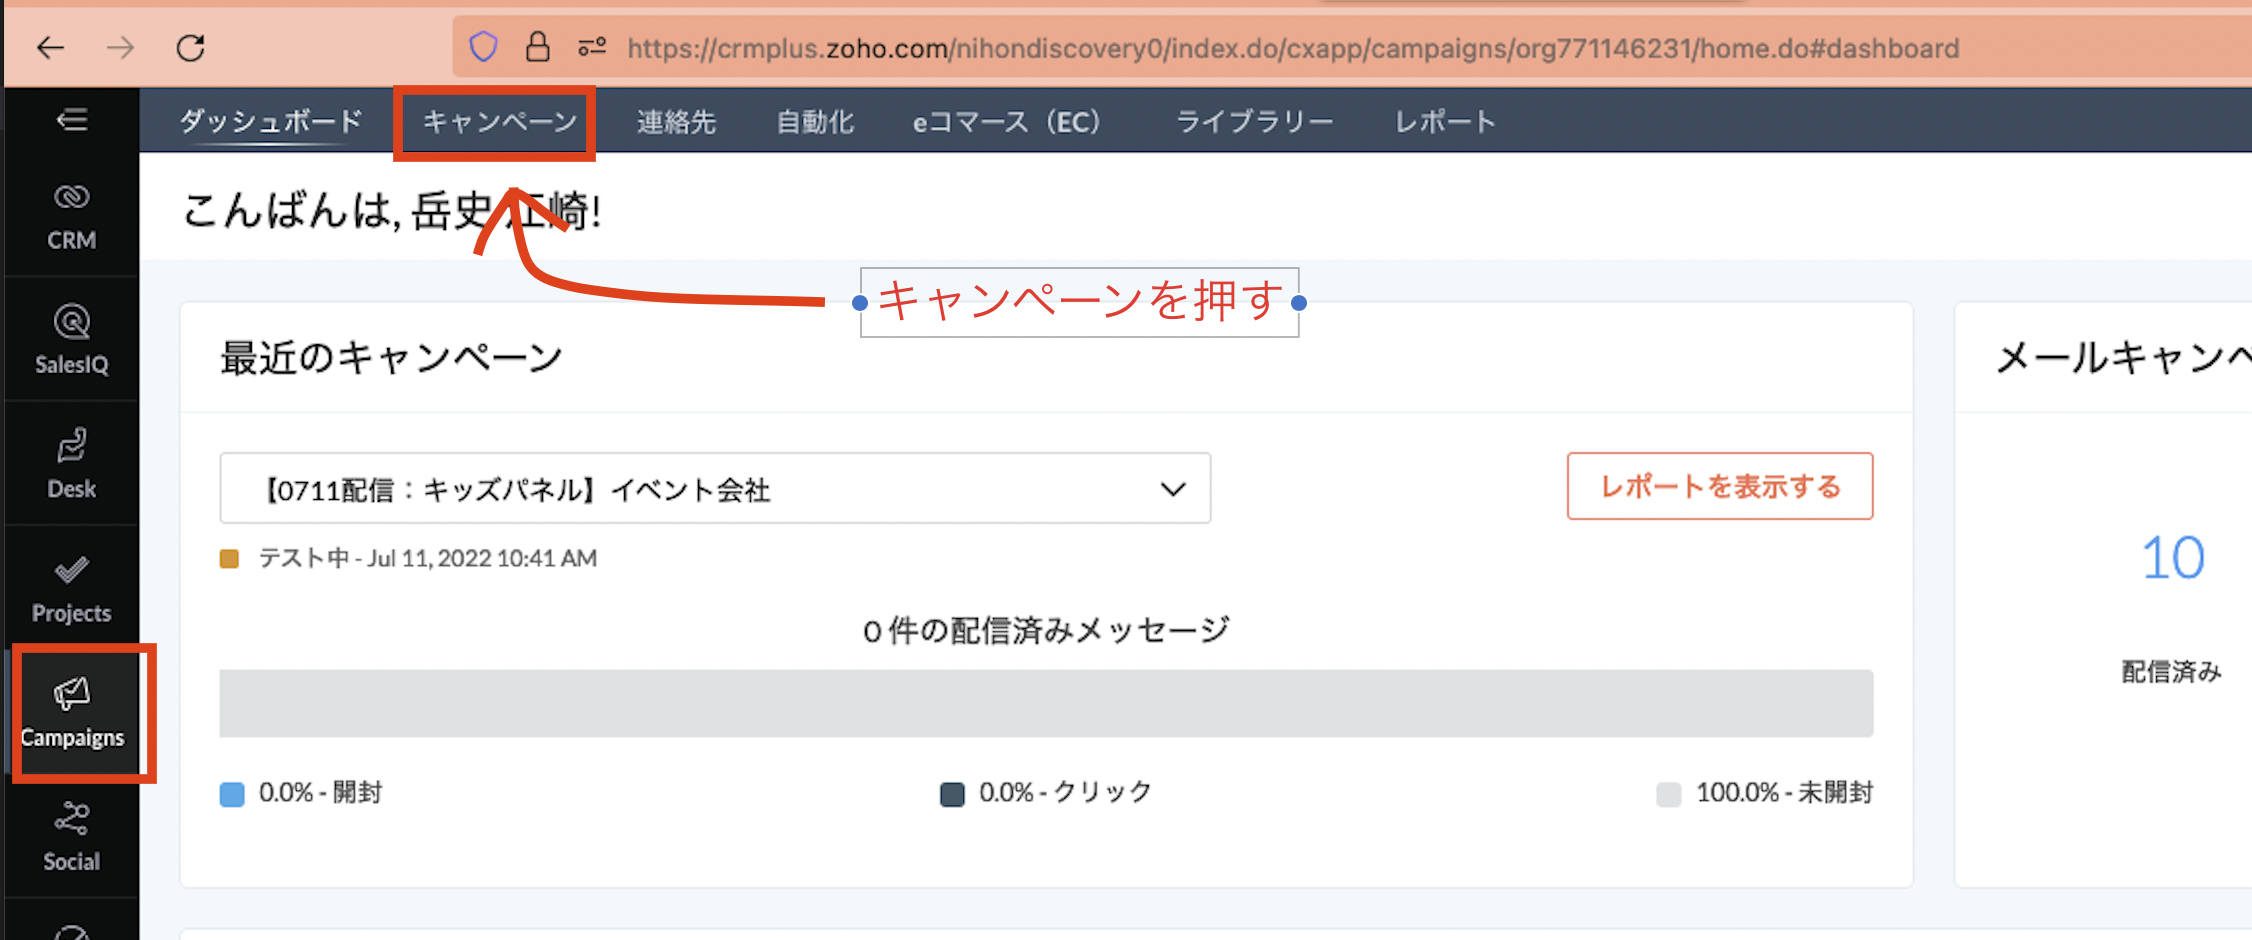 https://crmplus.zoho.com/nihondiscovery0/index.do/cxapp/campaigns/org771146231/home.do#dashboard
ダッシュボード キャンペーン 連絡先 自動化 eコマース（EC） ライブラリー レポート
CRM
SalesIQ
Desk
Projects
Campaigns
Social
こんばんは, 岳史 江崎!
キャンペーンを押す
最近のキャンペーン
【0711配信：キッズパネル】イベント会社
レポートを表示する
テスト中 - Jul 11, 2022 10:41 AM
0 件の配信済みメッセージ
0.0% - 開封
0.0% - クリック
100.0% - 未開封
メールキャンペ
10
配信済み